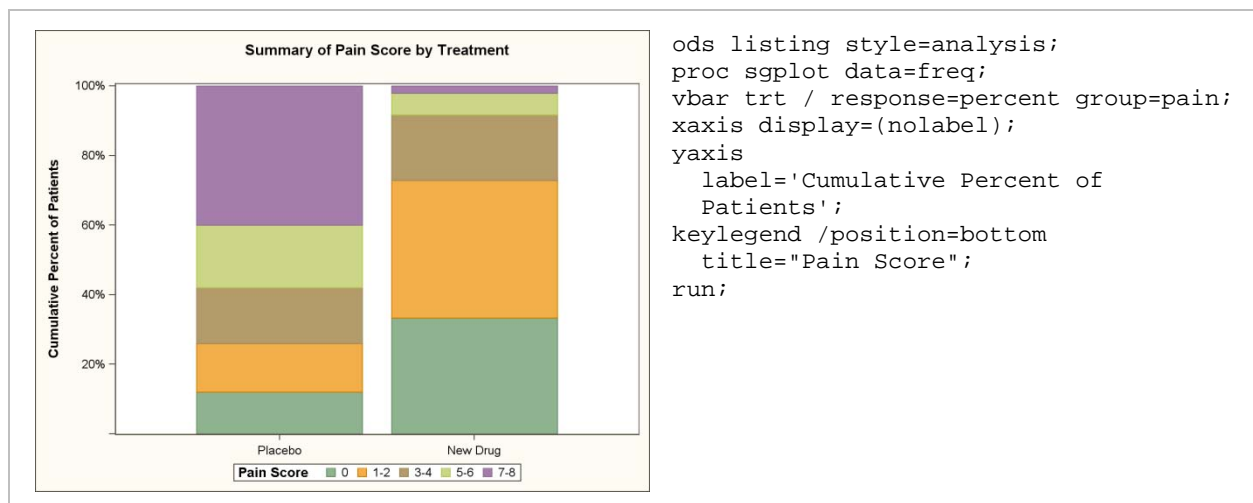 Summary of Pain Score by Treatment
Cumulative Percent of Patients
100%
80%
60%
40%
20%
Placebo New Drug
Pain Score 0 1-2 3-4 5-6 7-8
ods listing style=analysis;
proc sgplot data=freq;
vbar trt / response=percent group=pain;
xaxis display=(nolabel);
yaxis
label='Cumulative Percent of
Patients';
keylegend /position=bottom
title="Pain Score";
run;